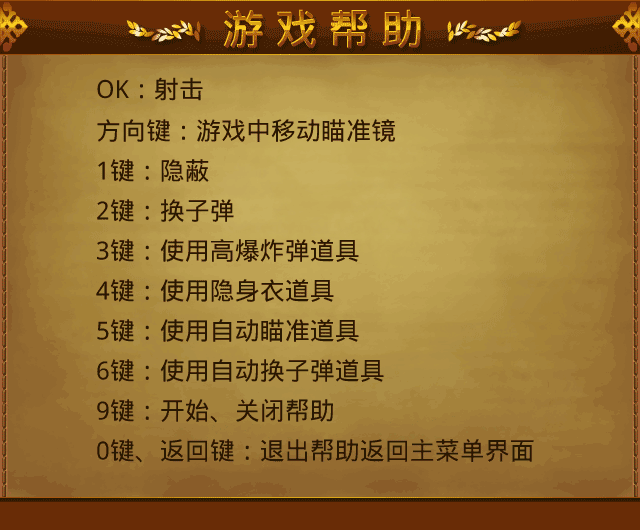 游戏帮助
OK：射击
方向键：游戏中移动瞄准镜
1键：隐蔽
2键：换子弹
3键：使用高爆炸弹道具
4键：使用隐身衣道具
5键：使用自动瞄准道具
6键：使用自动换子弹道具
9键：开始、关闭帮助
0键、返回键：退出帮助返回主菜单界面